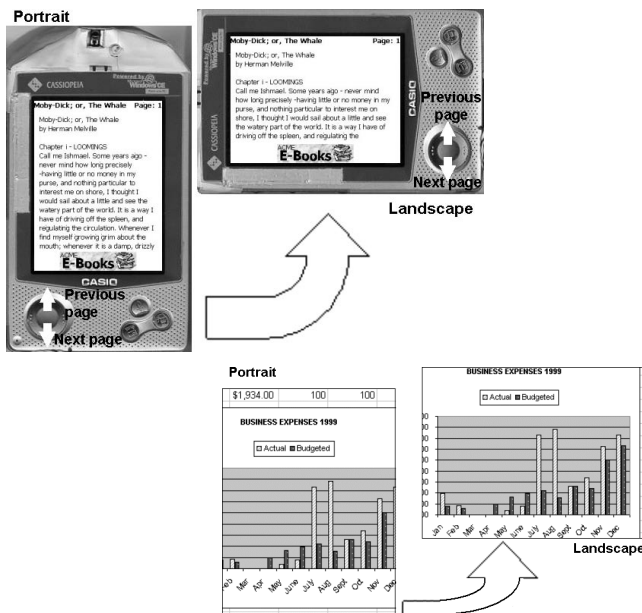 Portrait
CASSIOPEIA
Powered by
Windows CE
Moby-Dick; or, The Whale Page: 1
Moby-Dick; or, The Whale
by Herman Melville
Chapter i - LOOMINGS
Call me Ishmael. Some years ago -
never mind how long precisely
-having little or no money in my
purse, and nothing particular to
interest me on shore, I thought I
would sail about a little and see the
watery part of the world. It is a way I
have of driving off the spleen, and
regulating the circulation. Whenever I
find myself growing grim about the
mouth; whenever it is a damp, drizzly
ACME
E-Books
CASIO
Previous
page
Next page
Powered by
Windows CE
CASSIOPEIA
Moby-Dick; or, The Whale Page: 1
Moby-Dick; or, The Whale
by Herman Melville
Chapter i - LOOMINGS
Call me Ishmael. Some years ago - never mind
how long precisely -having little or no money in my
purse, and nothing particular to interest me on
shore, I thought I would sail about a little and see
the watery part of the world. It is a way I have of
driving off the spleen, and regulating the
ACME
E-Books
CASIO
Previous
page
Next page
Landscape
Portrait
$1,934.00 100 100
BUSINESS EXPENSES 1999
Actual Budgeted
Feb Mar Apr May June July Aug Sept Oct Nov Dec
BUSINESS EXPENSES 1999
Actual Budgeted
Jan Feb Mar Apr May June July Aug Sept Oct Nov Dec
Landscape